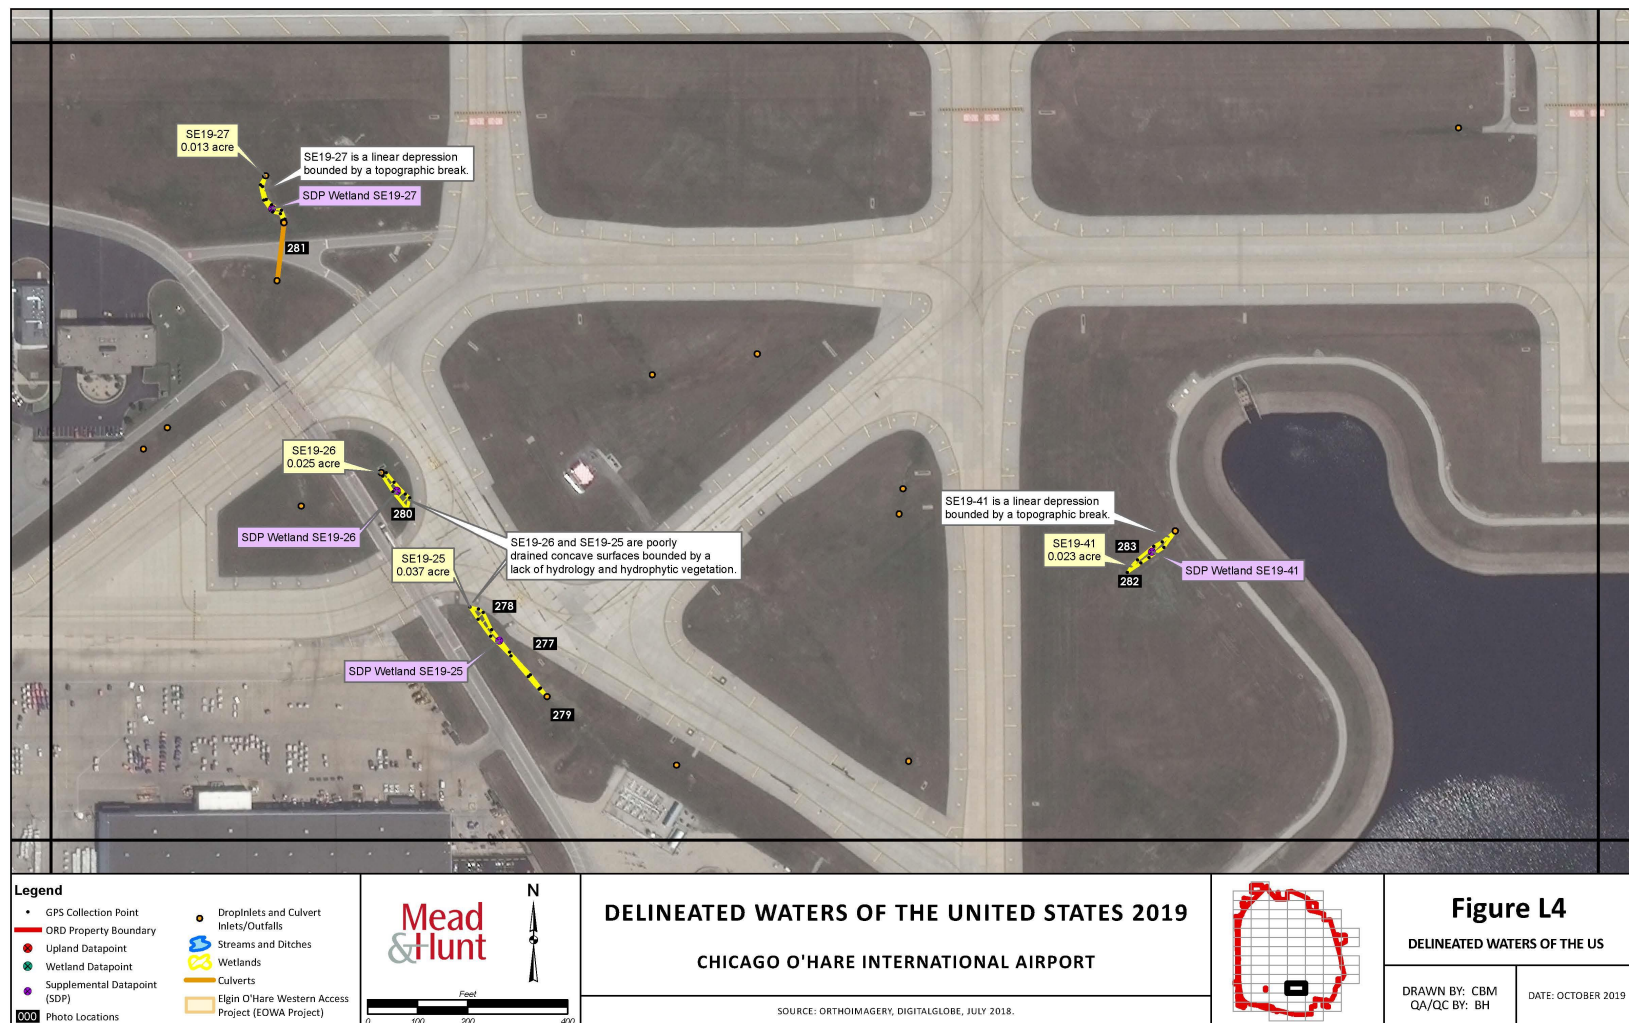 SE19-27
0.013 acre
SE19-27 is a linear depression
bounded by a topographic break.
SDP Wetland SE19-27
281
SE19-26
0.025 acre
280
SDP Wetland SE19-26
SE19-26 and SE19-25 are poorly
drained concave surfaces bounded by a
lack of hydrology and hydrophytic vegetation.
SE19-25
0.037 acre
278
277
SDP Wetland SE19-25
279
SE19-41 is a linear depression
bounded by a topographic break.
SE19-41
0.023 acre
283
282
SDP Wetland SE19-41
Legend
GPS Collection Point
ORD Property Boundary
Upland Datapoint
Wetland Datapoint
Supplemental Datapoint
(SDP)
000 Photo Locations
DropInlets and Culvert
Inlets/Outfalls
Streams and Ditches
Wetlands
Culverts
Elgin O'Hare Western Access
Project (EOWA Project)
Mead
&Hunt
N
Feet
0 100 200 400
DELINEATED WATERS OF THE UNITED STATES 2019
CHICAGO O'HARE INTERNATIONAL AIRPORT
SOURCE: ORTHOIMAGERY, DIGITALGLOBE, JULY 2018.
Figure L4
DELINEATED WATERS OF THE US
DRAWN BY: CBM
QA/QC BY: BH
DATE: OCTOBER 2019